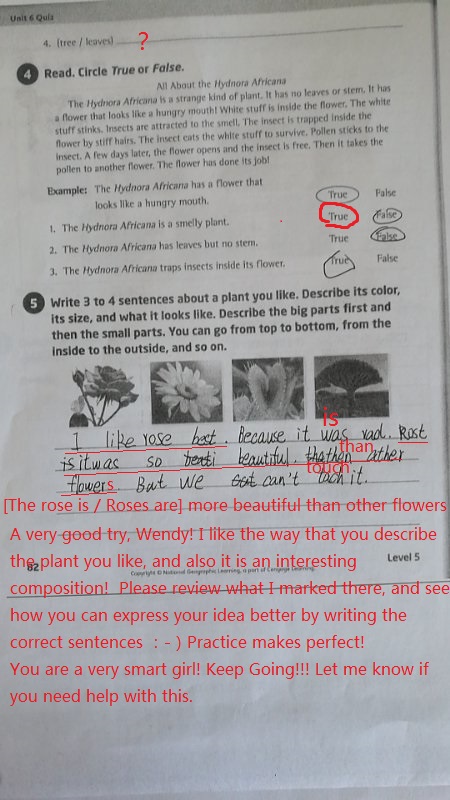 Unit 6 Quiz
4. (tree / leaves) ?
4 Read. Circle True or False.
All About the Hydnora Africana
The Hydnora Africana is a strange kind of plant. It has no leaves or stem. It has
a flower that looks like a hungry mouth! White stuff is inside the flower. The white
stuff stinks. Insects are attracted to the smell. The insect is trapped inside the
flower by stiff hairs. The insect eats the white stuff to survive. Pollen sticks to the
insect. A few days later, the flower opens and the insect is free. Then it takes the
pollen to another flower. The flower has done its job!
Example: The Hydnora Africana has a flower that
looks like a hungry mouth. True False
1. The Hydnora Africana is a smelly plant. True False
2. The Hydnora Africana has leaves but no stem. True False
3. The Hydnora Africana traps insects inside its flower. True False
5 Write 3 to 4 sentences about a plant you like. Describe its color,
its size, and what it looks like. Describe the big parts first and
then the small parts. You can go from top to bottom, from the
inside to the outside, and so on.
is
I like rose best. Because it was rad. Rost
than
is it was so beautiful then ather
touch
flowers. But we can't tach it.
[The rose is / Roses are] more beautiful than other flowers
A very good try, Wendy! I like the way that you describe
the plant you like, and also it is an interesting
82 Level 5
Copyright © National Geographic Learning, a part of Cengage Learning
composition! Please review what I marked there, and see
how you can express your idea better by writing the
correct sentences : - ) Practice makes perfect!
You are a very smart girl! Keep Going!!! Let me know if
you need help with this.